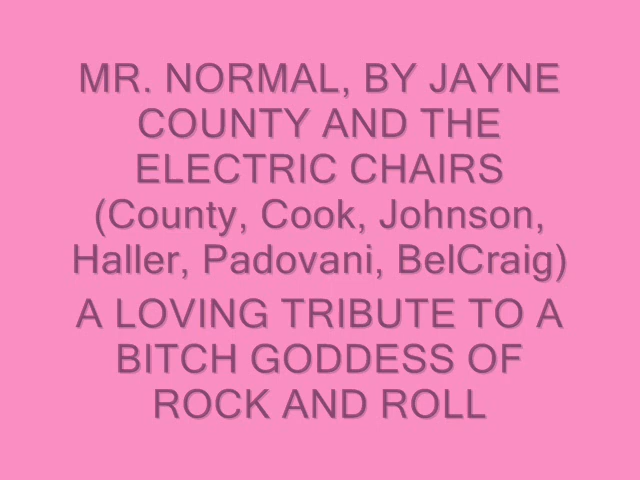 MR. NORMAL, BY JAYNE
COUNTY AND THE
ELECTRIC CHAIRS
(County, Cook, Johnson,
Haller, Padovani, BelCraig)
A LOVING TRIBUTE TO A
BITCH GODDESS OF
ROCK AND ROLL